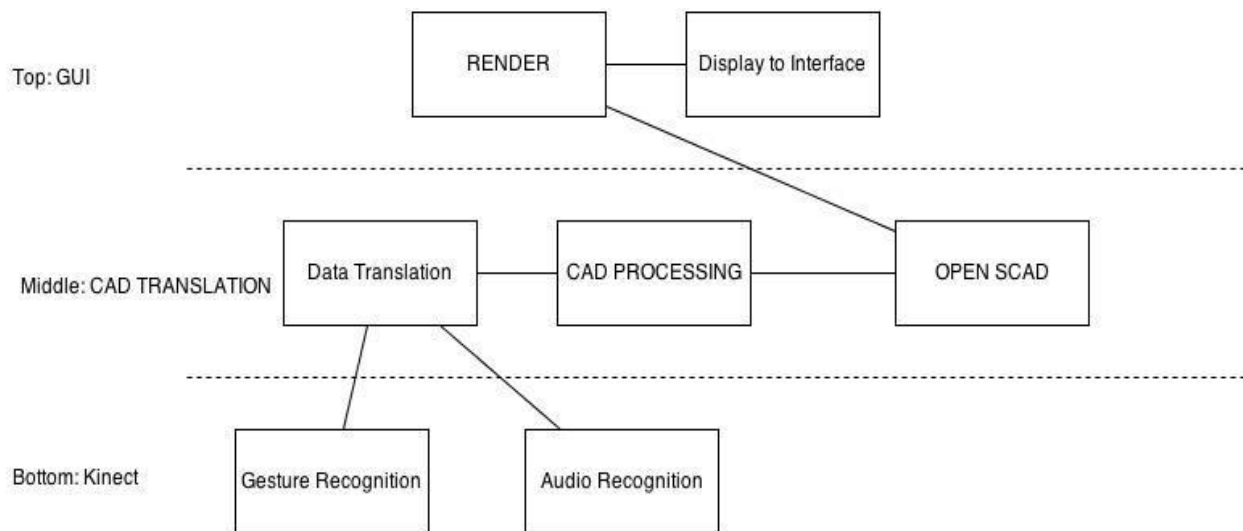 RENDER
Display to Interface
Top: GUI
Data Translation
CAD PROCESSING
OPEN SCAD
Middle: CAD TRANSLATION
Gesture Recognition
Audio Recognition
Bottom: Kinect